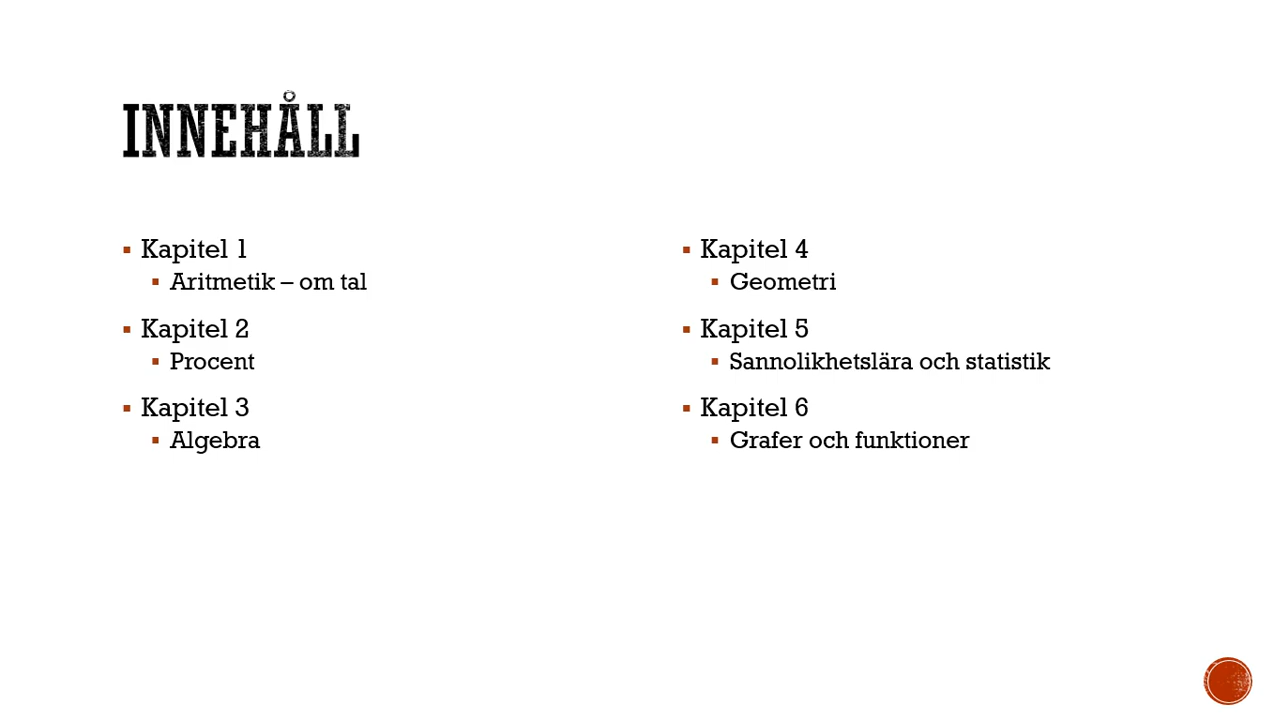 INNEHÅLL
Kapitel 1
Aritmetik – om tal
Kapitel 2
Procent
Kapitel 3
Algebra
Kapitel 4
Geometri
Kapitel 5
Sannolikhetslära och statistik
Kapitel 6
Grafer och funktioner